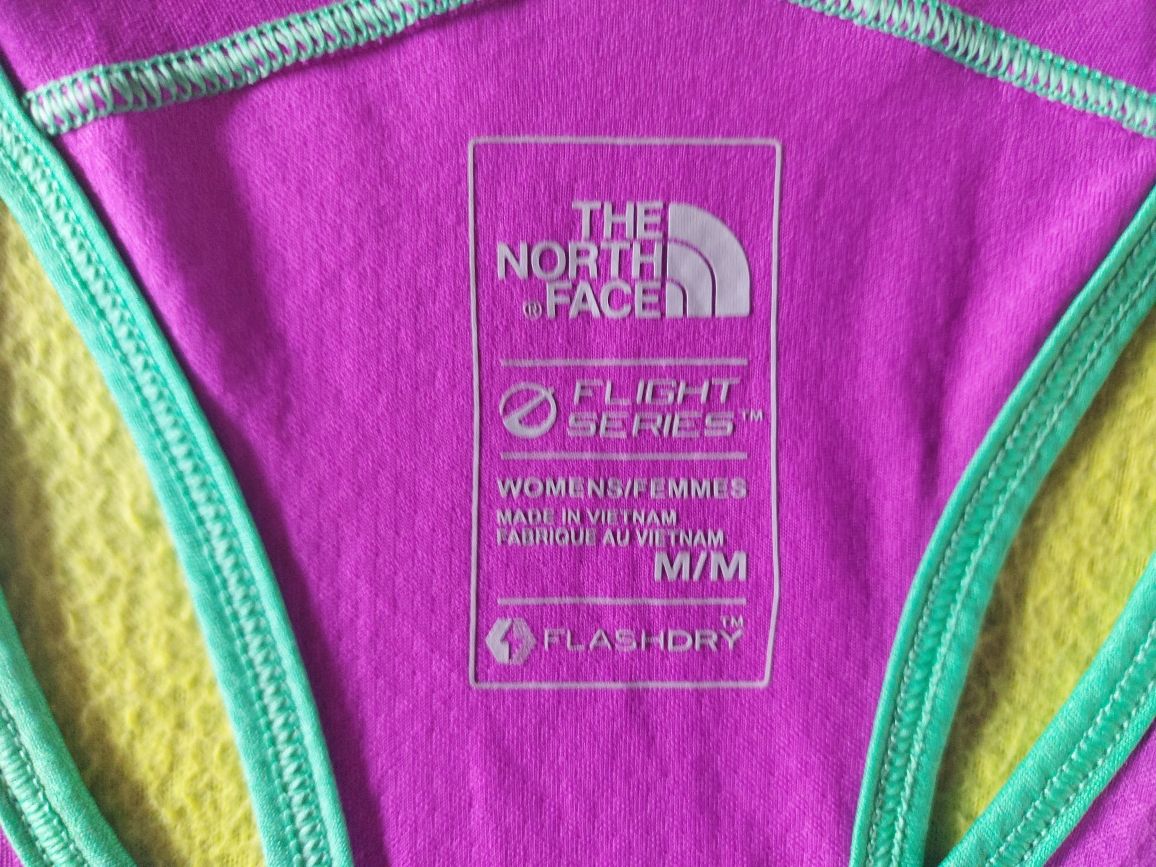 THE
NORTH
® FACE
FLIGHT
SERIES™
WOMENS/FEMMES
MADE IN VIETNAM
FABRIQUE AU VIETNAM
M/M
FLASHDRY™